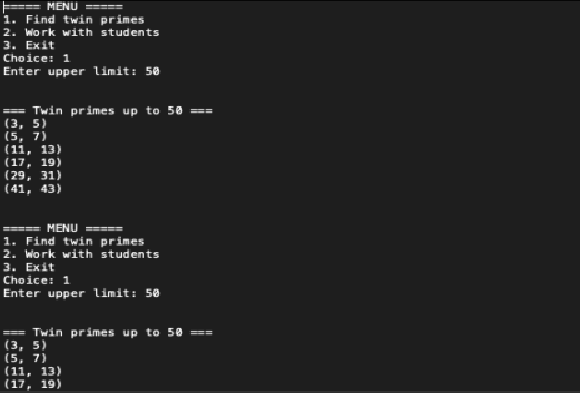 ===== MENU =====
1. Find twin primes
2. Work with students
3. Exit
Choice: 1
Enter upper limit: 50
=== Twin primes up to 50 ===
(3, 5)
(5, 7)
(11, 13)
(17, 19)
(29, 31)
(41, 43)
===== MENU =====
1. Find twin primes
2. Work with students
3. Exit
Choice: 1
Enter upper limit: 50
=== Twin primes up to 50 ===
(3, 5)
(5, 7)
(11, 13)
(17, 19)